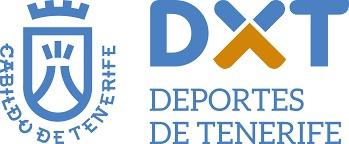 CABILDO DE TENERIFE
DXT
DEPORTES
DE TENERIFE